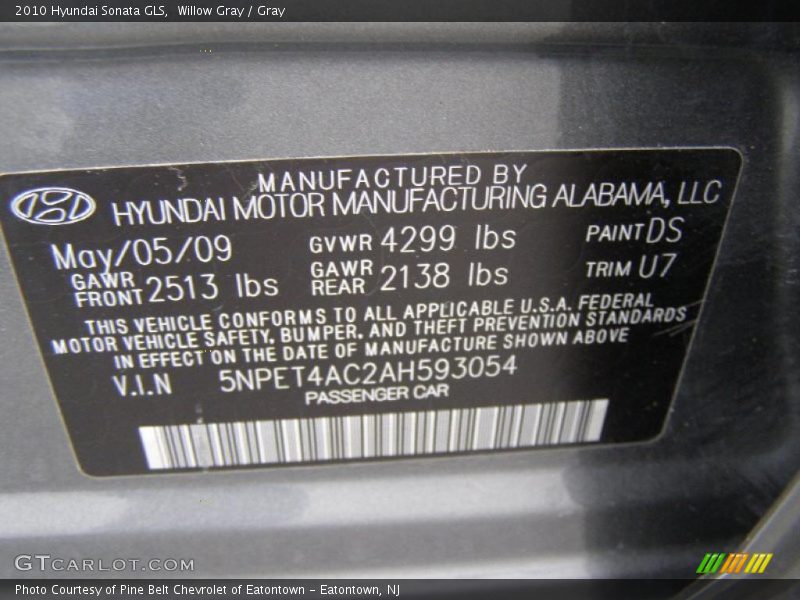 2010 Hyundai Sonata GLS, Willow Gray / Gray
MANUFACTURED BY
HYUNDAI MOTOR MANUFACTURING ALABAMA, LLC
May/05/09 GVWR 4299 lbs PAINT DS
GAWR FRONT 2513 lbs GAWR REAR 2138 lbs TRIM U7
THIS VEHICLE CONFORMS TO ALL APPLICABLE U.S.A. FEDERAL
MOTOR VEHICLE SAFETY, BUMPER, AND THEFT PREVENTION STANDARDS
IN EFFECT ON THE DATE OF MANUFACTURE SHOWN ABOVE
V.I.N 5NPET4AC2AH593054
PASSENGER CAR
GTCARLOT.COM
Photo Courtesy of Pine Belt Chevrolet of Eatontown – Eatontown, NJ